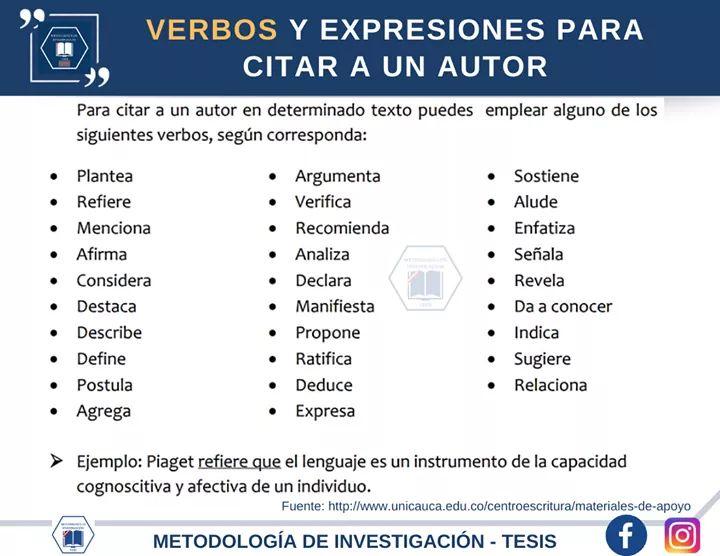 VERBOS Y EXPRESIONES PARA
CITAR A UN AUTOR
Para citar a un autor en determinado texto puedes emplear alguno de los
siguientes verbos, según corresponda:
• Plantea
• Refiere
• Menciona
• Afirma
• Considera
• Destaca
• Describe
• Define
• Postula
• Agrega
• Argumenta
• Verifica
• Recomienda
• Analiza
• Declara
• Manifiesta
• Propone
• Ratifica
• Deduce
• Expresa
• Sostiene
• Alude
• Enfatiza
• Señala
• Revela
• Da a conocer
• Indica
• Sugiere
• Relaciona
➤ Ejemplo: Piaget refiere que el lenguaje es un instrumento de la capacidad
cognoscitiva y afectiva de un individuo.
Fuente: http://www.unicauca.edu.co/centroescritura/materiales-de-apoyo
METODOLOGÍA DE INVESTIGACIÓN - TESIS